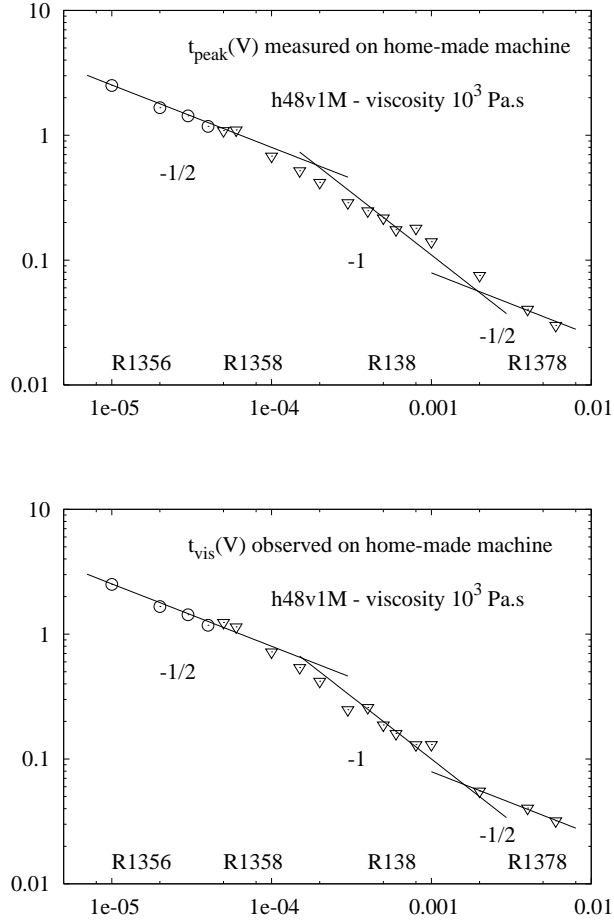 10
t_peak(V) measured on home-made machine
h48v1M - viscosity 10^3 Pa.s
1
-1/2
0.1
-1
-1/2
R1356 R1358 R138 R1378
0.01
1e-05 1e-04 0.001 0.01
10
t_vis(V) observed on home-made machine
h48v1M - viscosity 10^3 Pa.s
1
-1/2
0.1
-1
-1/2
R1356 R1358 R138 R1378
0.01
1e-05 1e-04 0.001 0.01